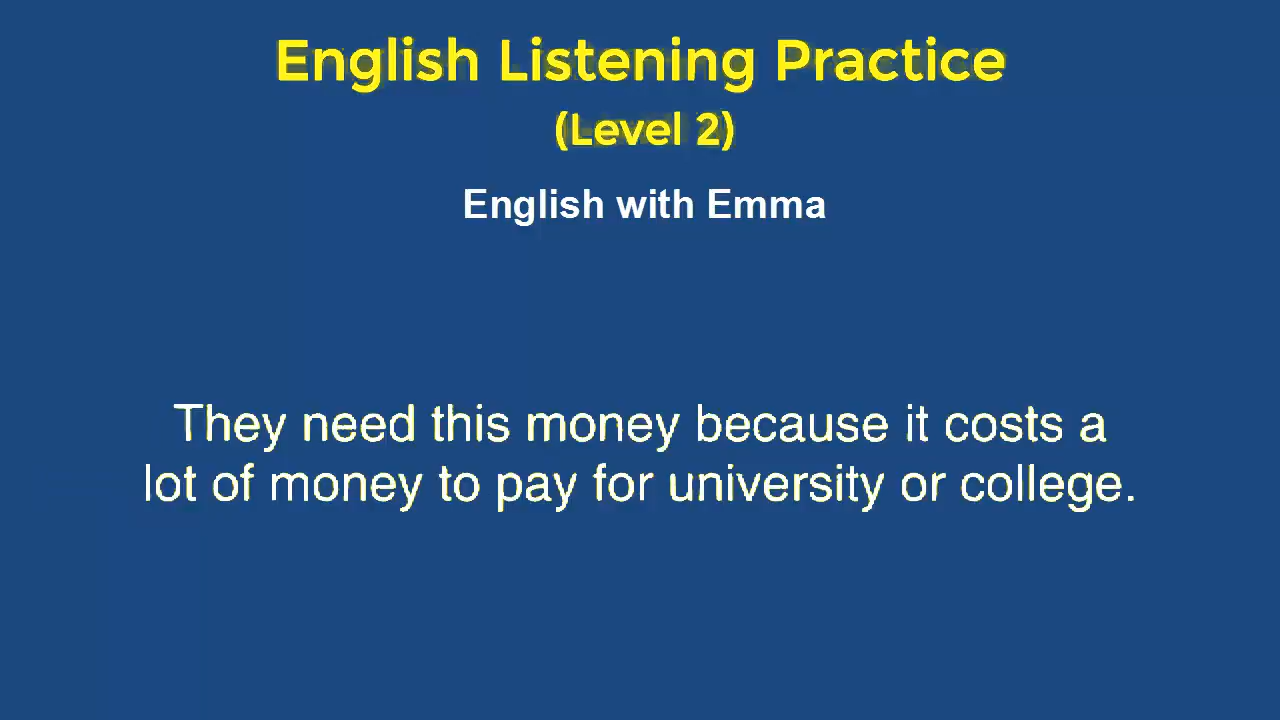 English Listening Practice
(Level 2)
English with Emma
They need this money because it costs a
lot of money to pay for university or college.